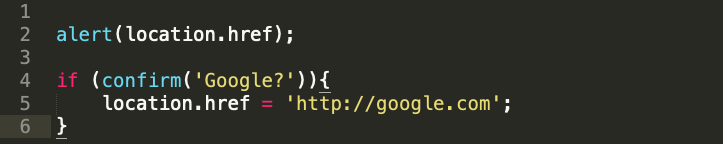 1
2 alert(location.href);
3
4 if (confirm('Google?')){
5     location.href = 'http://google.com';
6 }